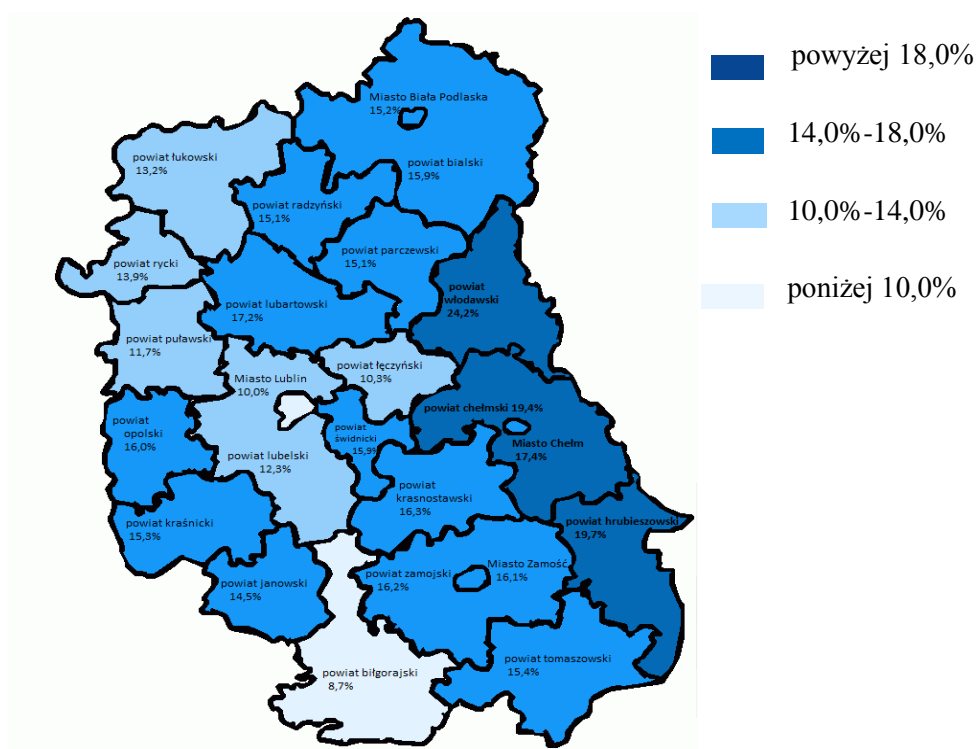 powyżej 18,0%
14,0%-18,0%
10,0%-14,0%
poniżej 10,0%
Miasto Biała Podlaska
15,2%
powiat łukowski
13,2%
powiat bialski
15,9%
powiat radzyński
15,1%
powiat parczewski
15,1%
powiat rycki
13,9%
powiat
włodawski
24,2%
powiat lubartowski
17,2%
powiat puławski
11,7%
powiat łęczyński
10,3%
Miasto Lublin
10,0%
powiat chełmski 19,4%
powiat
opolski
16,0%
powiat
świdnicki
15,9%
Miasto Chełm
17,4%
powiat lubelski
12,3%
powiat
krasnostawski
16,3%
powiat kraśnicki
15,3%
powiat hrubieszowski
19,7%
powiat janowski
14,5%
powiat zamojski
16,2%
Miasto Zamość
16,1%
powiat biłgorajski
8,7%
powiat tomaszowski
15,4%